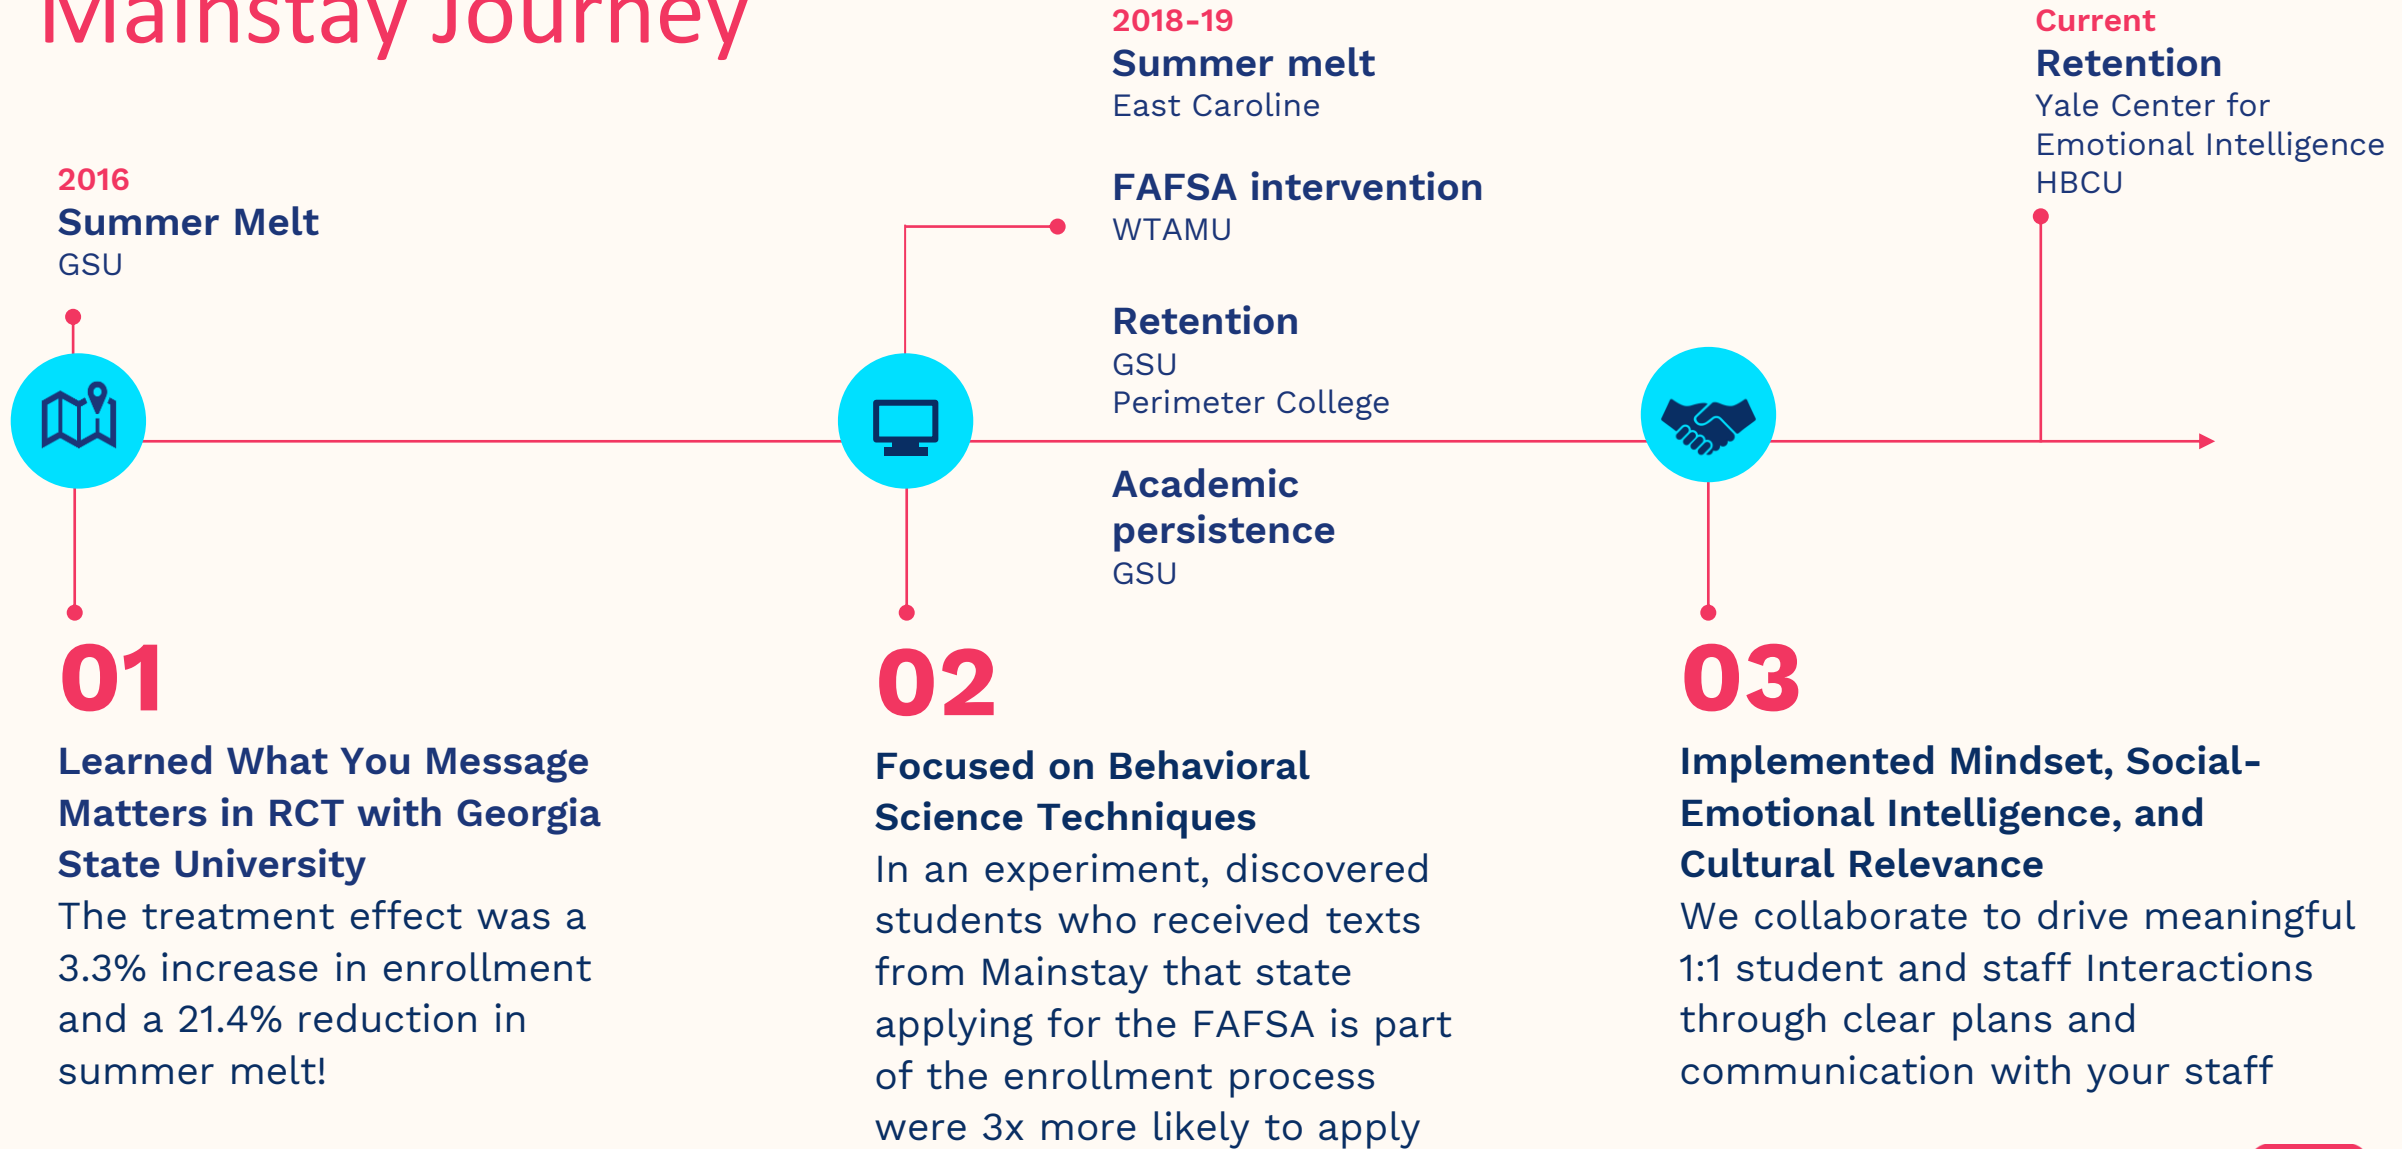 Mainstay Journey
2016
Summer Melt
GSU
2018-19
Summer melt
East Caroline
FAFSA intervention
WTAMU
Retention
GSU
Perimeter College
Academic
persistence
GSU
Current
Retention
Yale Center for
Emotional Intelligence
HBCU
01
Learned What You Message
Matters in RCT with Georgia
State University
The treatment effect was a
3.3% increase in enrollment
and a 21.4% reduction in
summer melt!
02
Focused on Behavioral
Science Techniques
In an experiment, discovered
students who received texts
from Mainstay that state
applying for the FAFSA is part
of the enrollment process
were 3x more likely to apply
03
Implemented Mindset, Social-
Emotional Intelligence, and
Cultural Relevance
We collaborate to drive meaningful
1:1 student and staff Interactions
through clear plans and
communication with your staff